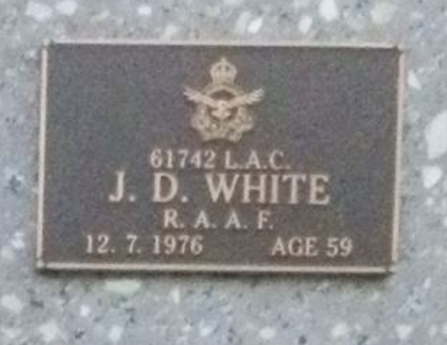 61742 L.A.C.
J. D. WHITE
R. A. A. F.
12. 7. 1976 AGE 59